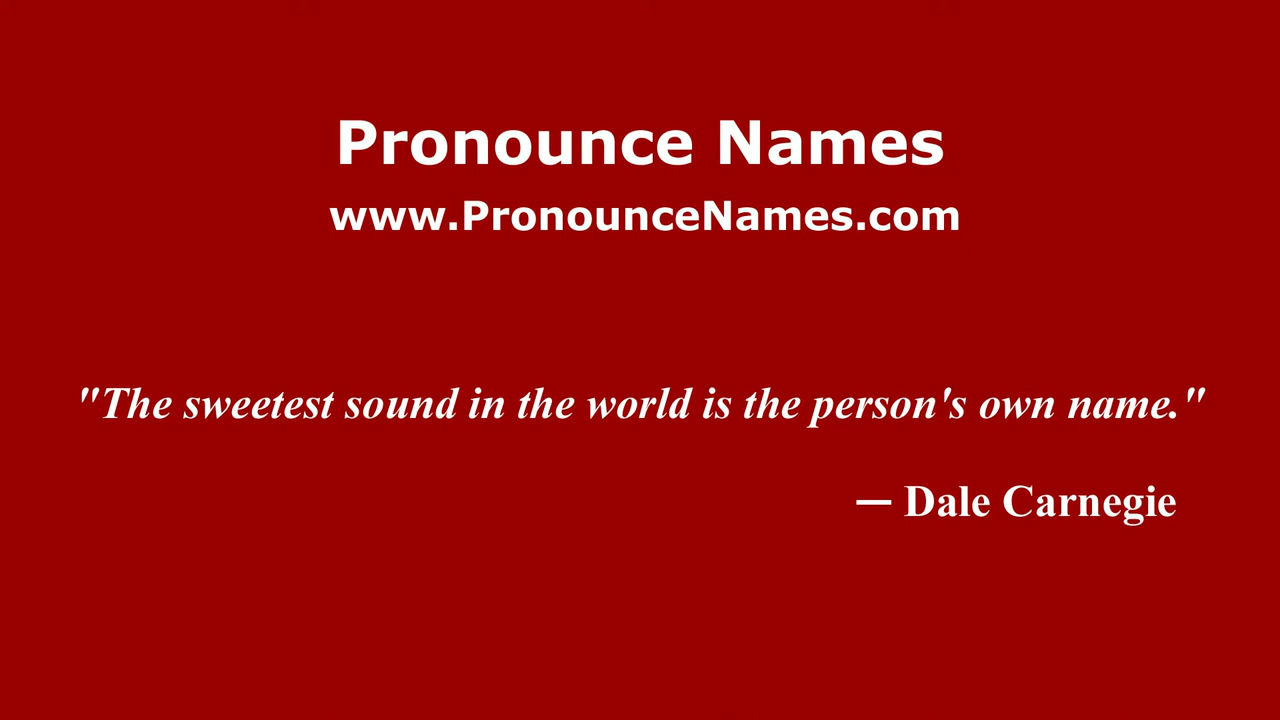 Pronounce Names
www.PronounceNames.com
"The sweetest sound in the world is the person's own name."
— Dale Carnegie